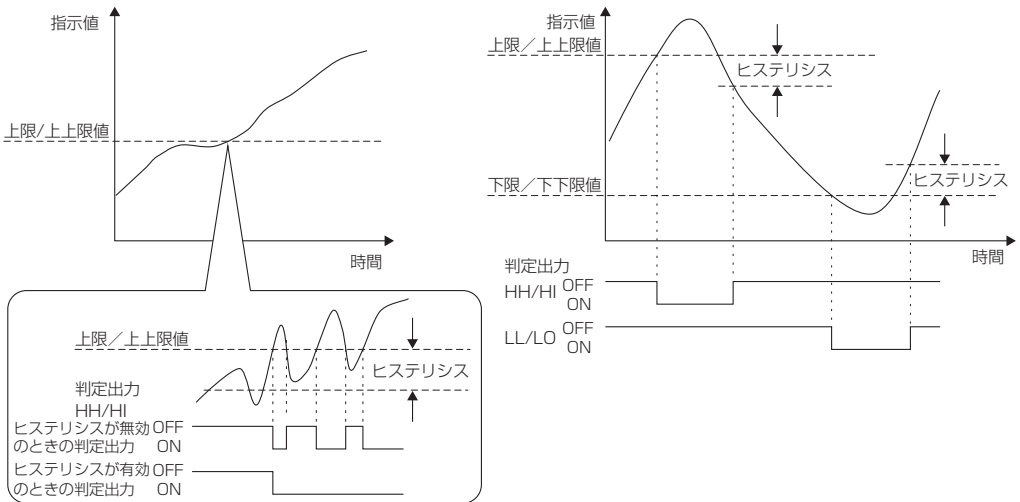 指示値
上限/上上限値
時間
上限／上上限値
ヒステリシス
判定出力
HH/HI
ヒステリシスが無効 OFF
のときの判定出力 ON
ヒステリシスが有効 OFF
のときの判定出力 ON
指示値
上限／上上限値
ヒステリシス
下限／下下限値
ヒステリシス
時間
判定出力
HH/HI OFF
ON
LL/LO OFF
ON